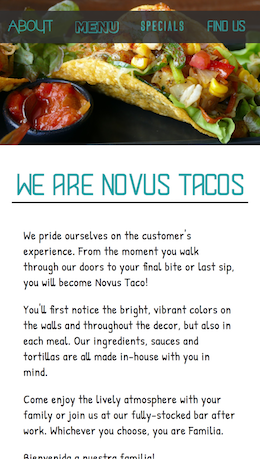 ABOUT MENU SPECIALS FIND US
WE ARE NOVUS TACOS
We pride ourselves on the customer's
experience. From the moment you walk
through our doors to your final bite or last sip,
you will become Novus Taco!
You'll first notice the bright, vibrant colors on
the walls and throughout the decor, but also in
each meal. Our ingredients, sauces and
tortillas are all made in-house with you in
mind.
Come enjoy the lively atmosphere with your
family or join us at our fully-stocked bar after
work. Whichever you choose, you are Familia.
Bienvenida a nuestra familia!